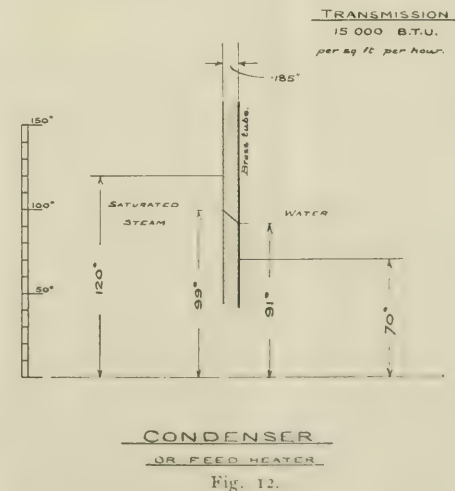 TRANSMISSION
15 000 B.T.U.
per sq ft per hour.
.185"
Brass tube.
150°
100°
50°
SATURATED
STEAM
WATER
120°
99°
91°
70°
CONDENSER
OR FEED HEATER
Fig. 12.